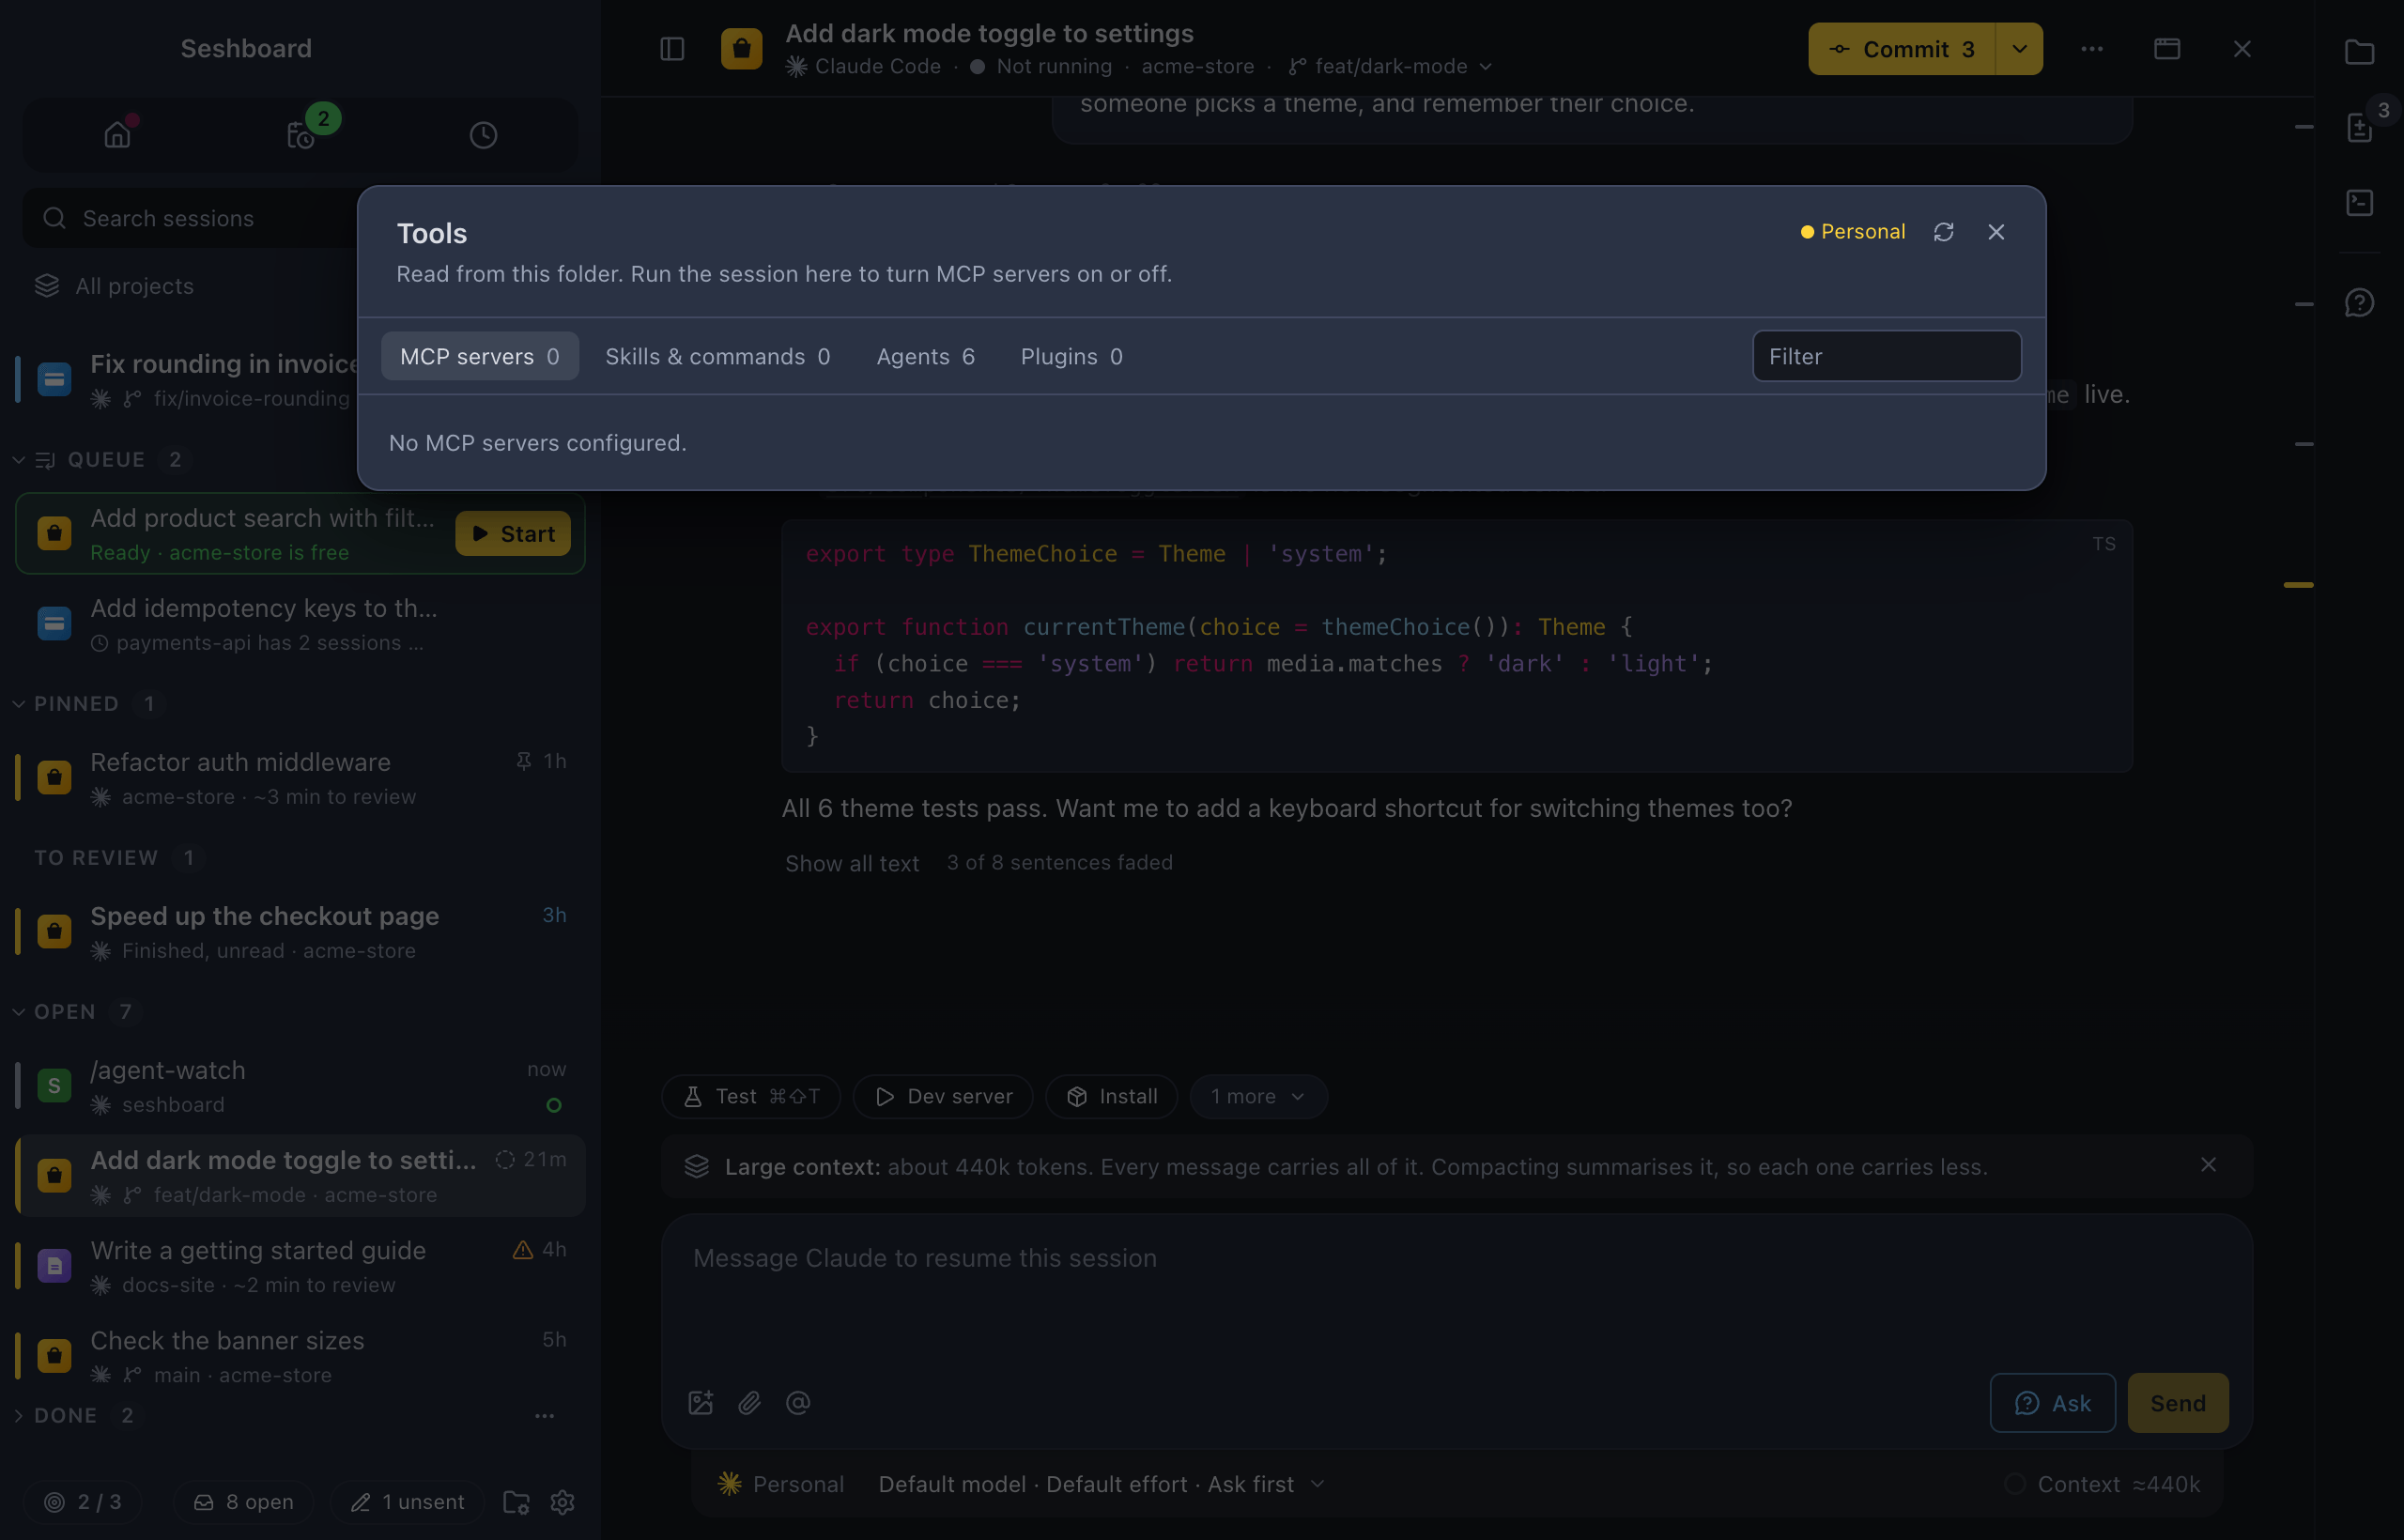 Seshboard
2
Search sessions
All projects
Fix rounding in invoice
fix/invoice-rounding
QUEUE 2
Add product search with filt...
Ready · acme-store is free
Start
Add idempotency keys to th...
payments-api has 2 sessions ...
PINNED 1
Refactor auth middleware
1h
acme-store · ~3 min to review
TO REVIEW 1
Speed up the checkout page
3h
Finished, unread · acme-store
OPEN 7
S
/agent-watch
now
seshboard
Add dark mode toggle to setti...
21m
feat/dark-mode · acme-store
Write a getting started guide
4h
docs-site · ~2 min to review
Check the banner sizes
5h
main · acme-store
DONE 2
2 / 3
8 open
1 unsent
Add dark mode toggle to settings
Claude Code · Not running · acme-store · feat/dark-mode
Commit 3
3
someone picks a theme, and remember their choice.
Tools
Personal
Read from this folder. Run the session here to turn MCP servers on or off.
MCP servers 0
Skills & commands 0
Agents 6
Plugins 0
Filter
No MCP servers configured.
me live.
TS
export type ThemeChoice = Theme | 'system';
export function currentTheme(choice = themeChoice()): Theme {
if (choice === 'system') return media.matches ? 'dark' : 'light';
return choice;
}
All 6 theme tests pass. Want me to add a keyboard shortcut for switching themes too?
Show all text
3 of 8 sentences faded
Test ⌘⇧T
Dev server
Install
1 more
Large context: about 440k tokens. Every message carries all of it. Compacting summarises it, so each one carries less.
Message Claude to resume this session
Ask
Send
Personal
Default model · Default effort · Ask first
Context ≈440k